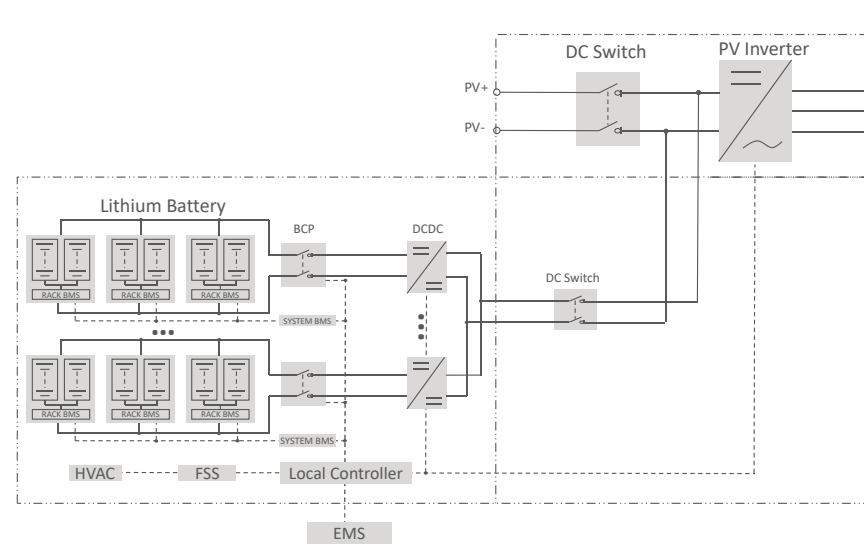 DC Switch
PV Inverter
PV+
PV-
Lithium Battery
BCP
DCDC
DC Switch
RACK BMS
RACK BMS
RACK BMS
SYSTEM BMS
RACK BMS
RACK BMS
RACK BMS
SYSTEM BMS
HVAC
FSS
Local Controller
EMS